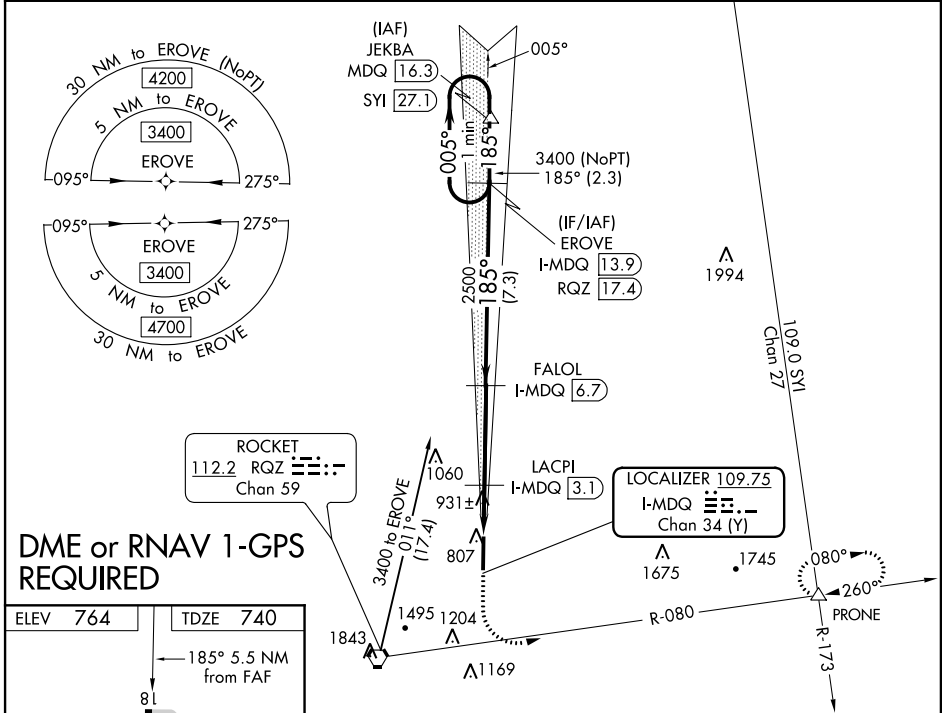 30 NM to EROVE (NoPT)
4200
5 NM to EROVE
3400
EROVE
095°
275°
095°
275°
EROVE
3400
5 NM to EROVE
4700
30 NM to EROVE
(IAF)
JEKBA
MDQ 16.3
SYI 27.1
005°
005°
1 min
185°
3400 (NoPT)
185° (2.3)
(IF/IAF)
EROVE
I-MDQ 13.9
RQZ 17.4
2500
185°
(7.3)
1994
109.0 SYI
Chan 27
FALOL
I-MDQ 6.7
ROCKET
112.2 RQZ
Chan 59
1060
931±
LACPI
I-MDQ 3.1
LOCALIZER 109.75
I-MDQ
Chan 34 (Y)
3400 to EROVE
011°
(17.4)
807
1675
1745
080°
260°
PRONE
DME or RNAV 1-GPS
REQUIRED
1495
1204
1843
1169
R-080
R-173
ELEV 764
TDZE 740
185° 5.5 NM
from FAF
18